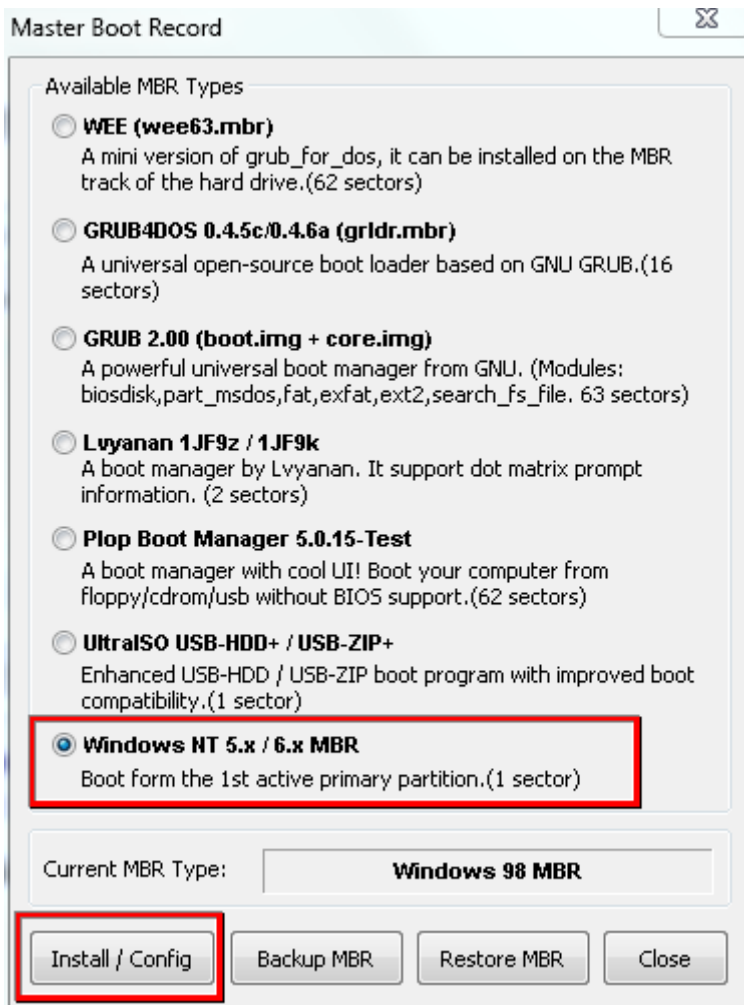 Master Boot Record
Available MBR Types
WEE (wee63.mbr)
A mini version of grub_for_dos, it can be installed on the MBR
track of the hard drive.(62 sectors)
GRUB4DOS 0.4.5c/0.4.6a (grldr.mbr)
A universal open-source boot loader based on GNU GRUB.(16
sectors)
GRUB 2.00 (boot.img + core.img)
A powerful universal boot manager from GNU. (Modules:
biosdisk,part_msdos,fat,exfat,ext2,search_fs_file. 63 sectors)
Lvyanan 1JF9z / 1JF9k
A boot manager by Lvyanan. It support dot matrix prompt
information. (2 sectors)
Plop Boot Manager 5.0.15-Test
A boot manager with cool UI! Boot your computer from
floppy/cdrom/usb without BIOS support.(62 sectors)
UltraISO USB-HDD+ / USB-ZIP+
Enhanced USB-HDD / USB-ZIP boot program with improved boot
compatibility.(1 sector)
Windows NT 5.x / 6.x MBR
Boot form the 1st active primary partition.(1 sector)
Current MBR Type: Windows 98 MBR
Install / Config Backup MBR Restore MBR Close